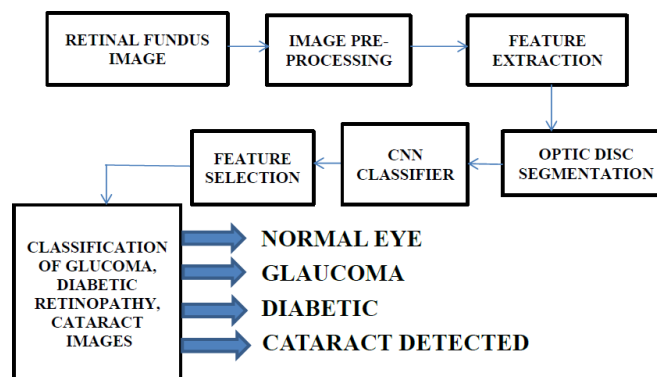 RETINAL FUNDUS
IMAGE
IMAGE PRE-
PROCESSING
FEATURE
EXTRACTION
OPTIC DISC
SEGMENTATION
CNN
CLASSIFIER
FEATURE
SELECTION
CLASSIFICATION
OF GLUCOMA,
DIABETIC
RETINOPATHY,
CATARACT
IMAGES
NORMAL EYE
GLAUCOMA
DIABETIC
CATARACT DETECTED